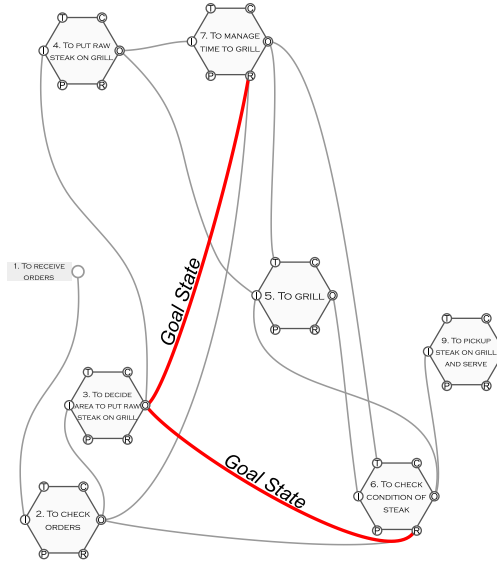 T C
4. To put raw
steak on grill
I O
P R
T C
7. To manage
time to grill
I O
P R
Goal State
1. To receive
orders
T C
5. To grill
I O
P R
T C
9. To pickup
steak on grill
and serve
I
P R
T C
3. To decide
area to put raw
steak on grill
I O
P R
Goal State
T C
6. To check
condition of
steak
I O
P R
T C
2. To check
orders
I O
P R